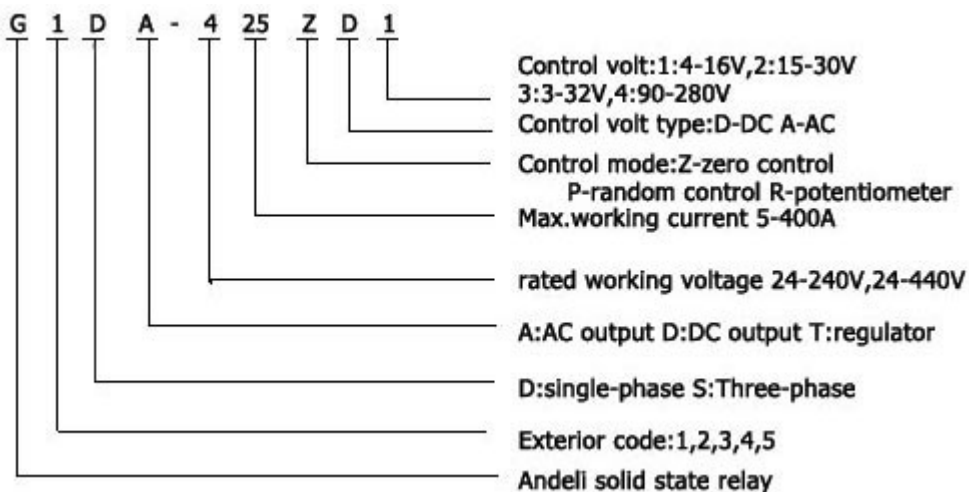 G 1 D A - 4 25 Z D 1
Control volt:1:4-16V,2:15-30V
3:3-32V,4:90-280V
Control volt type:D-DC A-AC
Control mode:Z-zero control
P-random control R-potentiometer
Max.working current 5-400A
rated working voltage 24-240V,24-440V
A:AC output D:DC output T:regulator
D:single-phase S:Three-phase
Exterior code:1,2,3,4,5
Andeli solid state relay